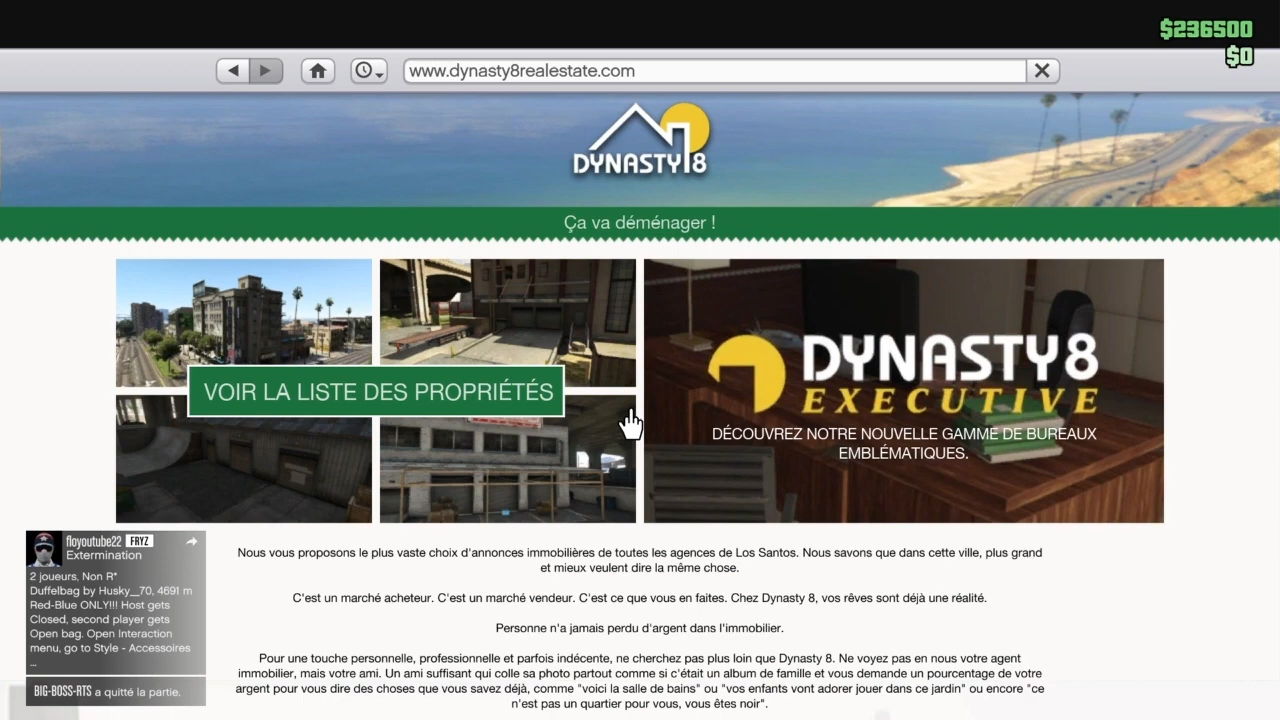 $236500
$0
www.dynasty8realestate.com
DYNASTY 8
Ça va déménager !
VOIR LA LISTE DES PROPRIÉTÉS
DYNASTY 8
EXECUTIVE
DÉCOUVREZ NOTRE NOUVELLE GAMME DE BUREAUX
EMBLÉMATIQUES.
floyoutube22 FRYZ
Extermination
2 joueurs, Non R*
Duffelbag by Husky__70, 4691 m
Red-Blue ONLY!!! Host gets
Closed, second player gets
Open bag. Open Interaction
menu, go to Style - Accessoires
...
BIG-BOSS-RTS a quitté la partie.
Nous vous proposons le plus vaste choix d'annonces immobilières de toutes les agences de Los Santos. Nous savons que dans cette ville, plus grand
et mieux veulent dire la même chose.
C'est un marché acheteur. C'est un marché vendeur. C'est ce que vous en faites. Chez Dynasty 8, vos rêves sont déjà une réalité.
Personne n'a jamais perdu d'argent dans l'immobilier.
Pour une touche personnelle, professionnelle et parfois indécente, ne cherchez pas plus loin que Dynasty 8. Ne voyez pas en nous votre agent
immobilier, mais votre ami. Un ami suffisant qui colle sa photo partout comme si c'était un album de famille et vous demande un pourcentage de votre
argent pour vous dire des choses que vous savez déjà, comme "voici la salle de bains" ou "vos enfants vont adorer jouer dans ce jardin" ou encore "ce
n'est pas un quartier pour vous, vous êtes noir".